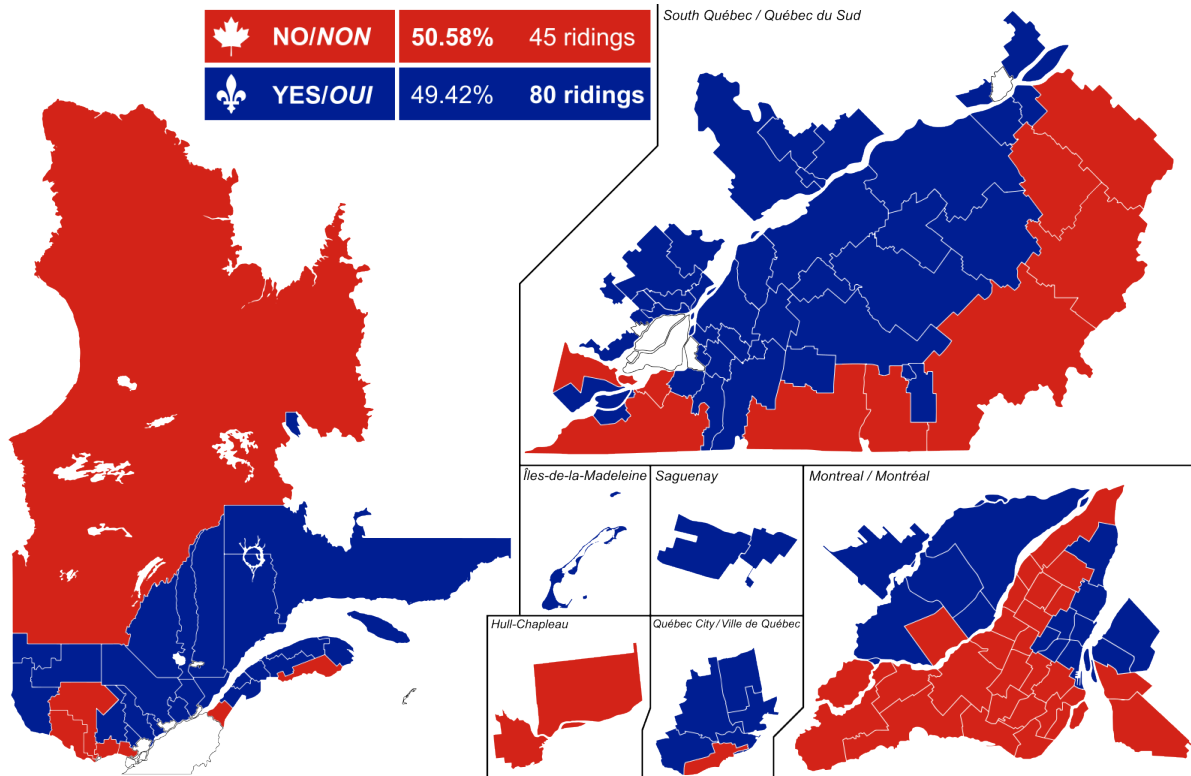 NO/NON 50.58% 45 ridings
YES/OUI 49.42% 80 ridings
South Québec / Québec du Sud
Îles-de-la-Madeleine
Saguenay
Montreal / Montréal
Hull-Chapleau
Québec City / Ville de Québec